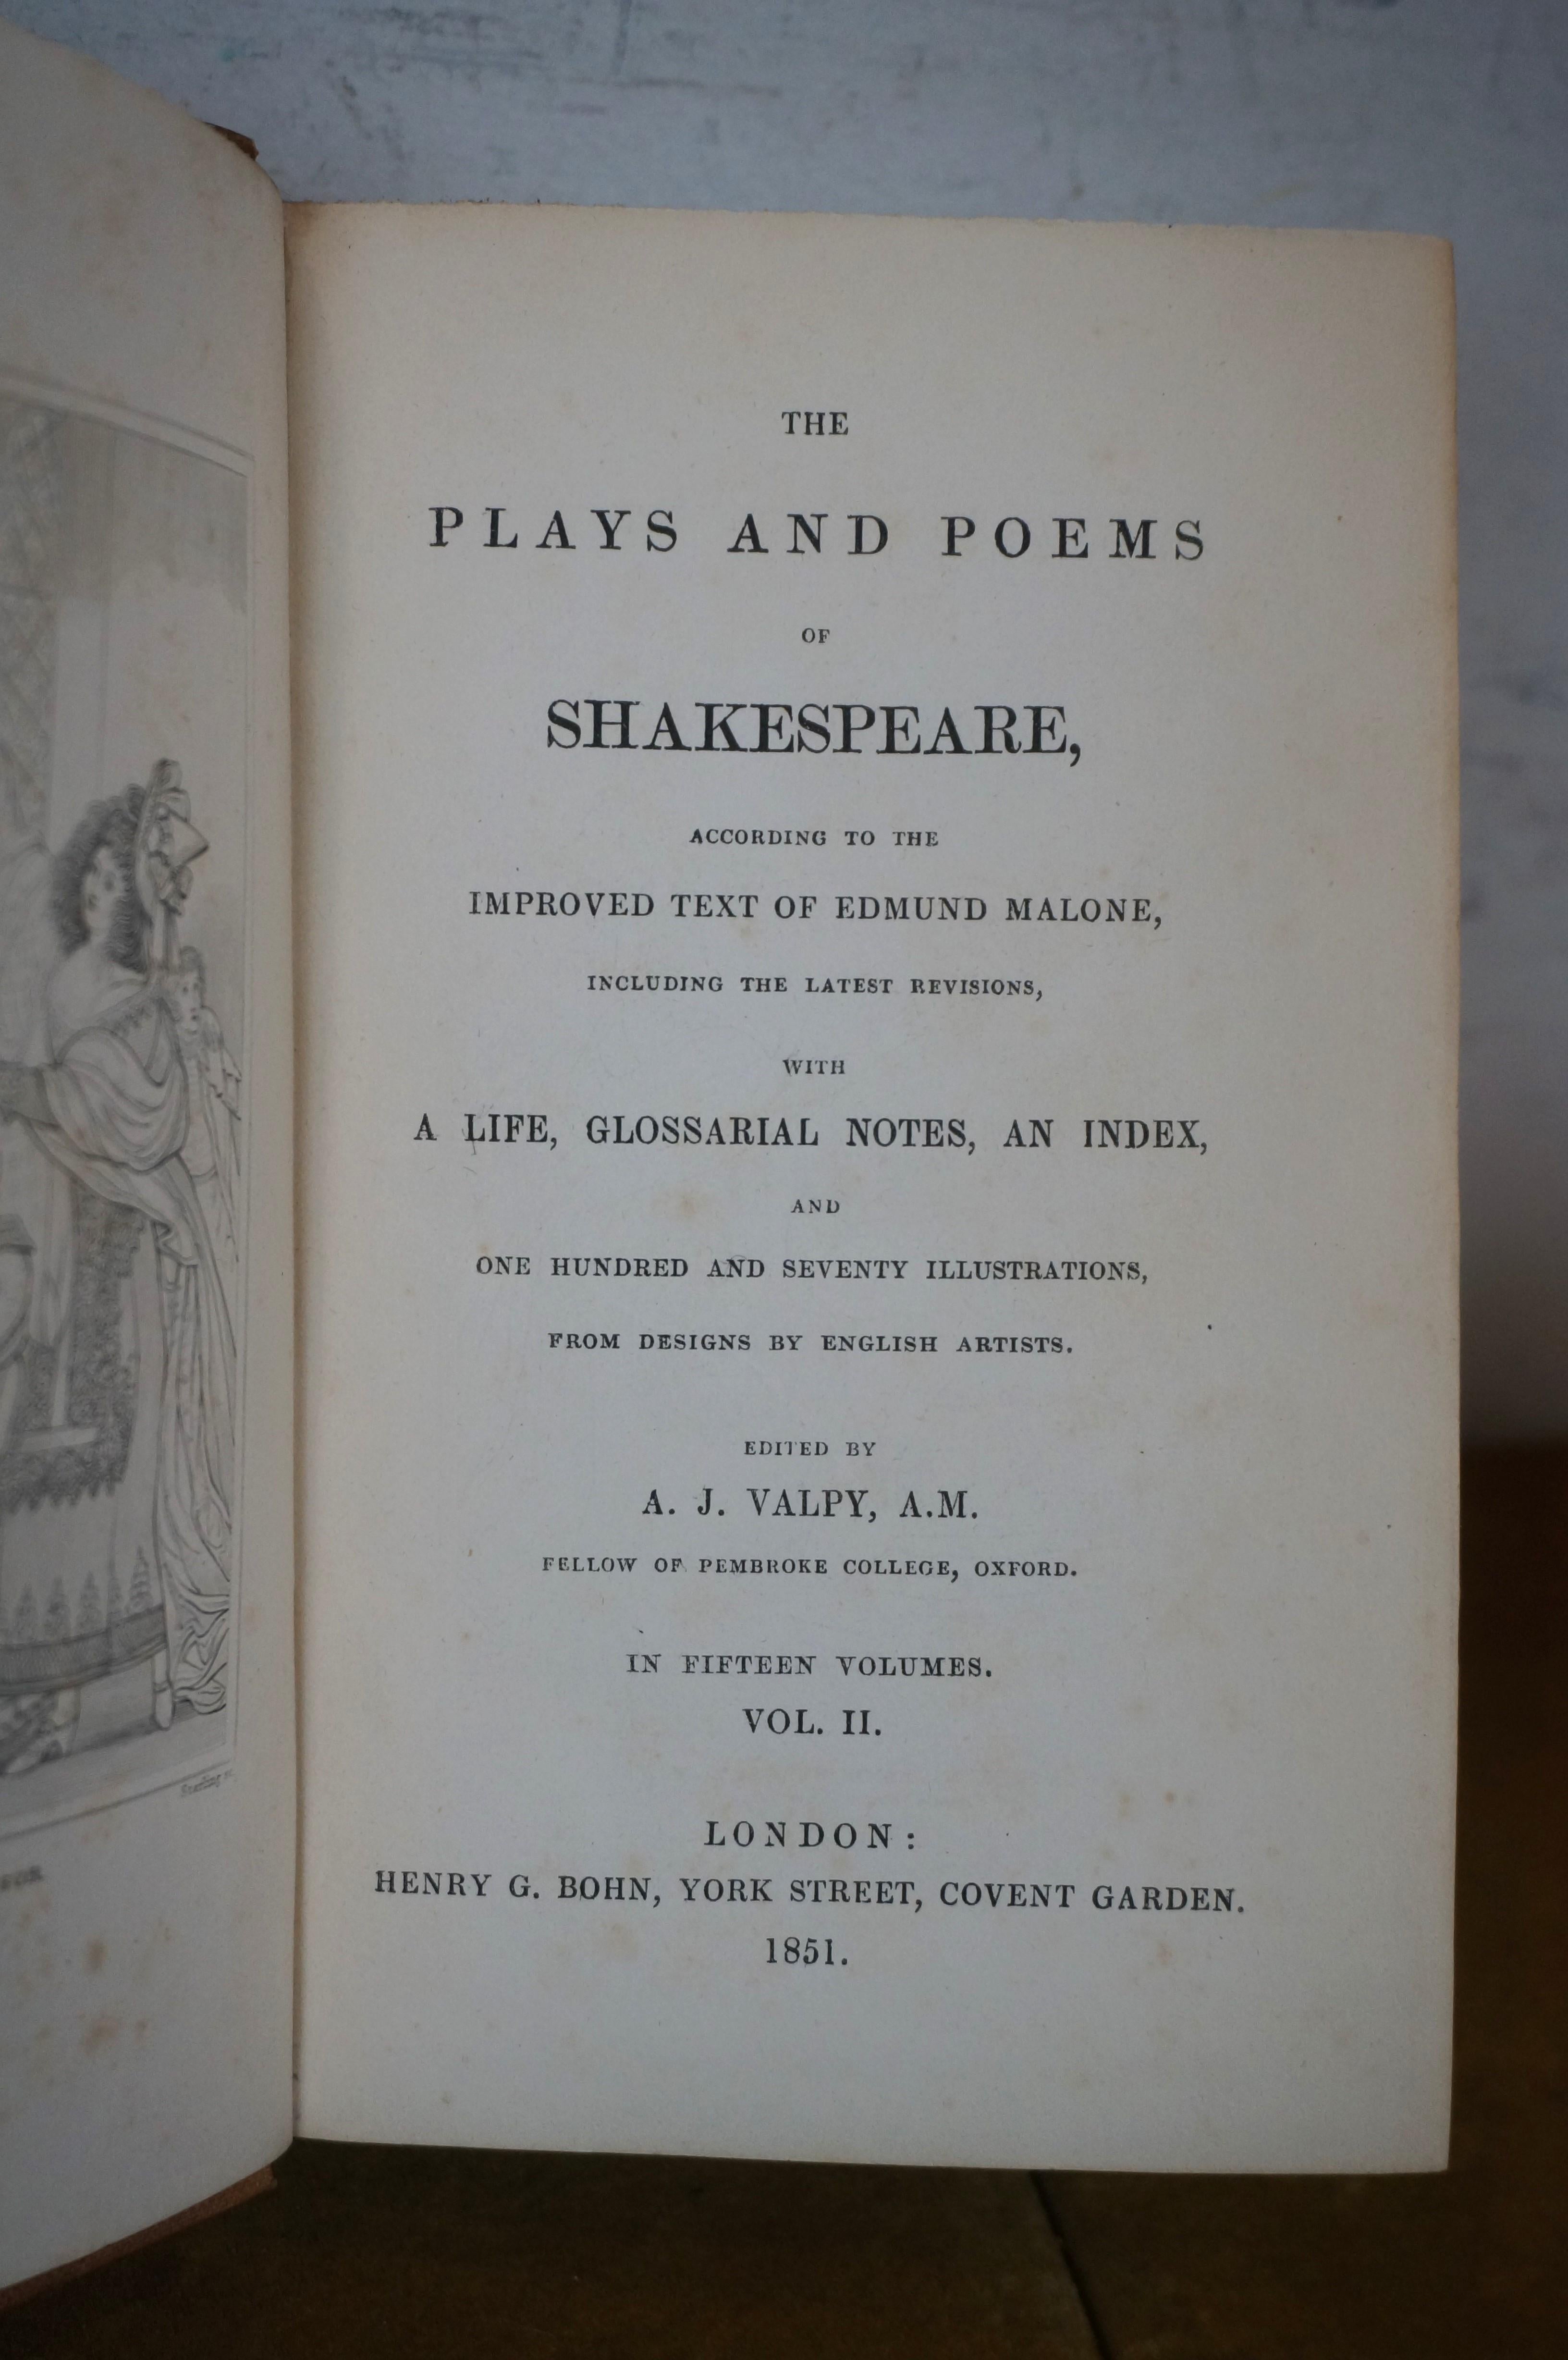 THE
PLAYS AND POEMS
OF
SHAKESPEARE,
ACCORDING TO THE
IMPROVED TEXT OF EDMUND MALONE,
INCLUDING THE LATEST REVISIONS,
WITH
A LIFE, GLOSSARIAL NOTES, AN INDEX,
AND
ONE HUNDRED AND SEVENTY ILLUSTRATIONS,
FROM DESIGNS BY ENGLISH ARTISTS.
EDITED BY
A. J. VALPY, A.M.
FELLOW OF PEMBROKE COLLEGE, OXFORD.
IN FIFTEEN VOLUMES.
VOL. II.
LONDON:
HENRY G. BOHN, YORK STREET, COVENT GARDEN.
1851.